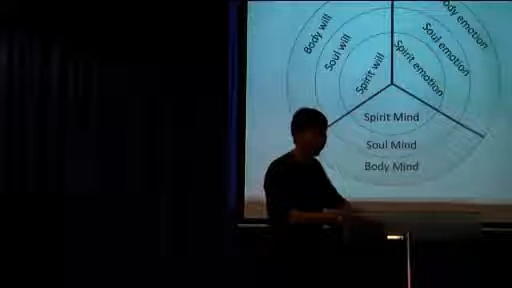 Body will
Soul will
Spirit will
Body emotion
Soul emotion
Spirit emotion
Spirit Mind
Soul Mind
Body Mind